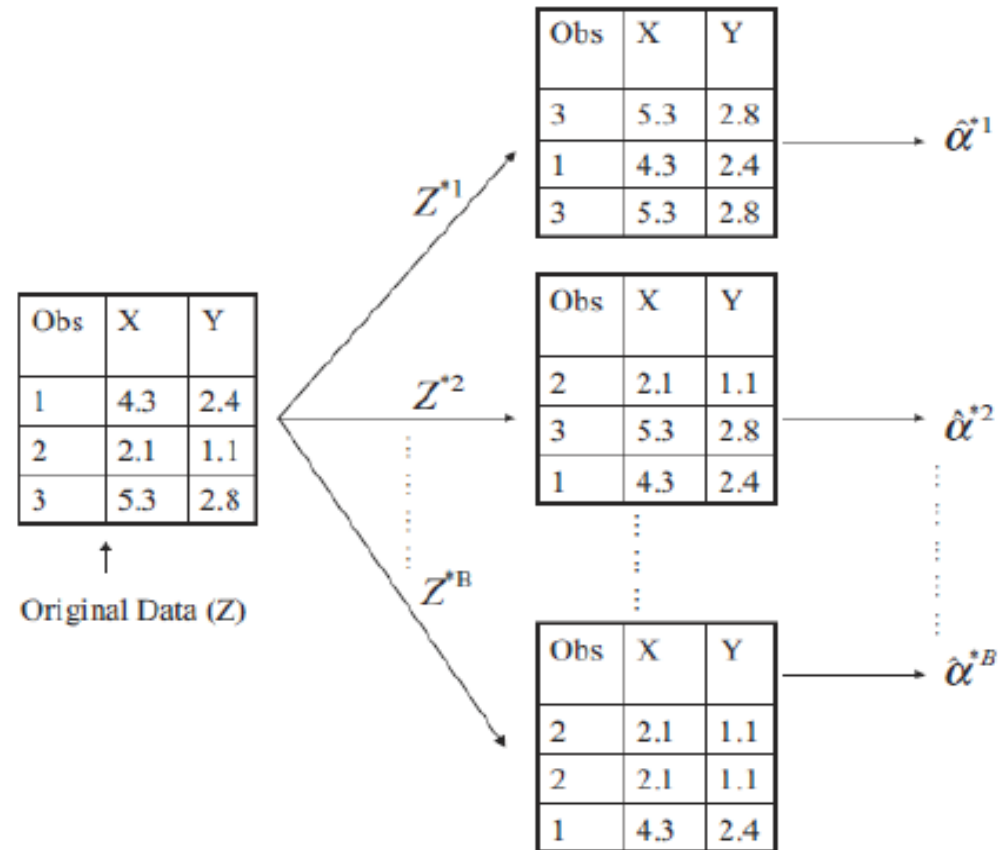 Obs X Y
3 5.3 2.8
1 4.3 2.4
3 5.3 2.8
α̂*1
Z*1
Obs X Y
1 4.3 2.4
2 2.1 1.1
3 5.3 2.8
Original Data (Z)
Z*2
Obs X Y
2 2.1 1.1
3 5.3 2.8
1 4.3 2.4
α̂*2
Z*B
Obs X Y
2 2.1 1.1
2 2.1 1.1
1 4.3 2.4
α̂*B